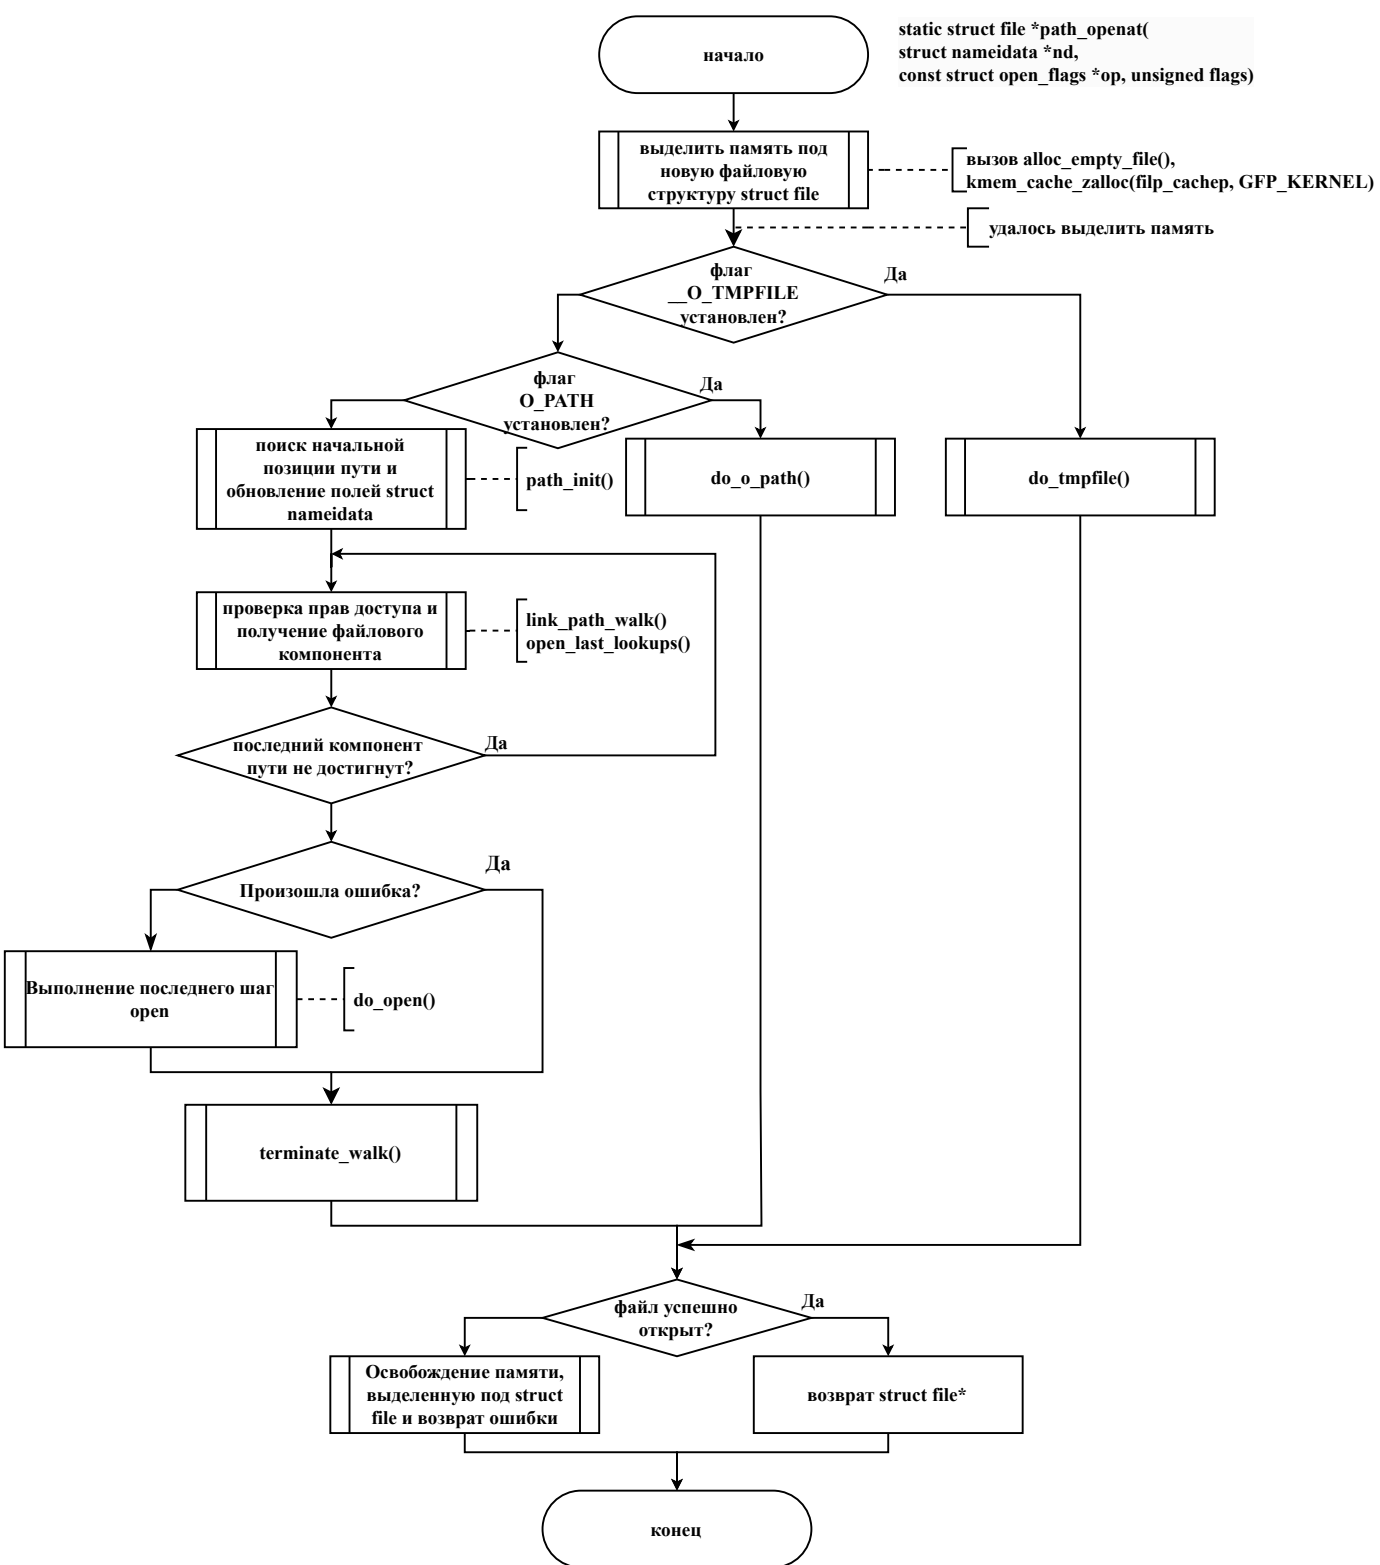 начало
static struct file *path_openat(
struct nameidata *nd,
const struct open_flags *op, unsigned flags)
выделить память под
новую файловую
структуру struct file
вызов alloc_empty_file(),
kmem_cache_zalloc(filp_cachep, GFP_KERNEL)
удалось выделить память
флаг
__O_TMPFILE
установлен?
Да
флаг
O_PATH
установлен?
Да
поиск начальной
позиции пути и
обновление полей struct
nameidata
path_init()
do_o_path()
do_tmpfile()
проверка прав доступа и
получение файлового
компонента
link_path_walk()
open_last_lookups()
последний компонент
пути не достигнут?
Да
Произошла ошибка?
Да
Выполнение последнего шаг
open
do_open()
terminate_walk()
файл успешно
открыт?
Да
Освобождение памяти,
выделенную под struct
file и возврат ошибки
возврат struct file*
конец